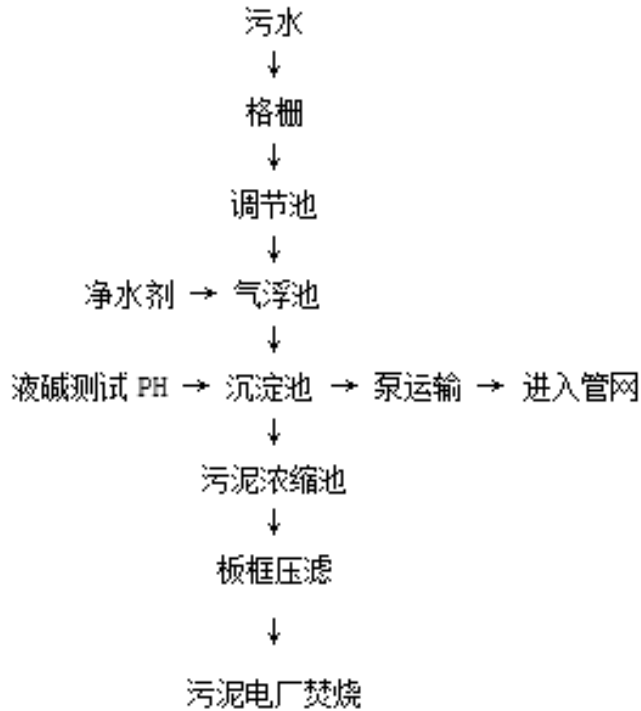 污水
↓
格栅
↓
调节池
↓
净水剂 → 气浮池
↓
液碱测试 PH → 沉淀池 → 泵运输 → 进入管网
↓
污泥浓缩池
↓
板框压滤
↓
污泥电厂焚烧